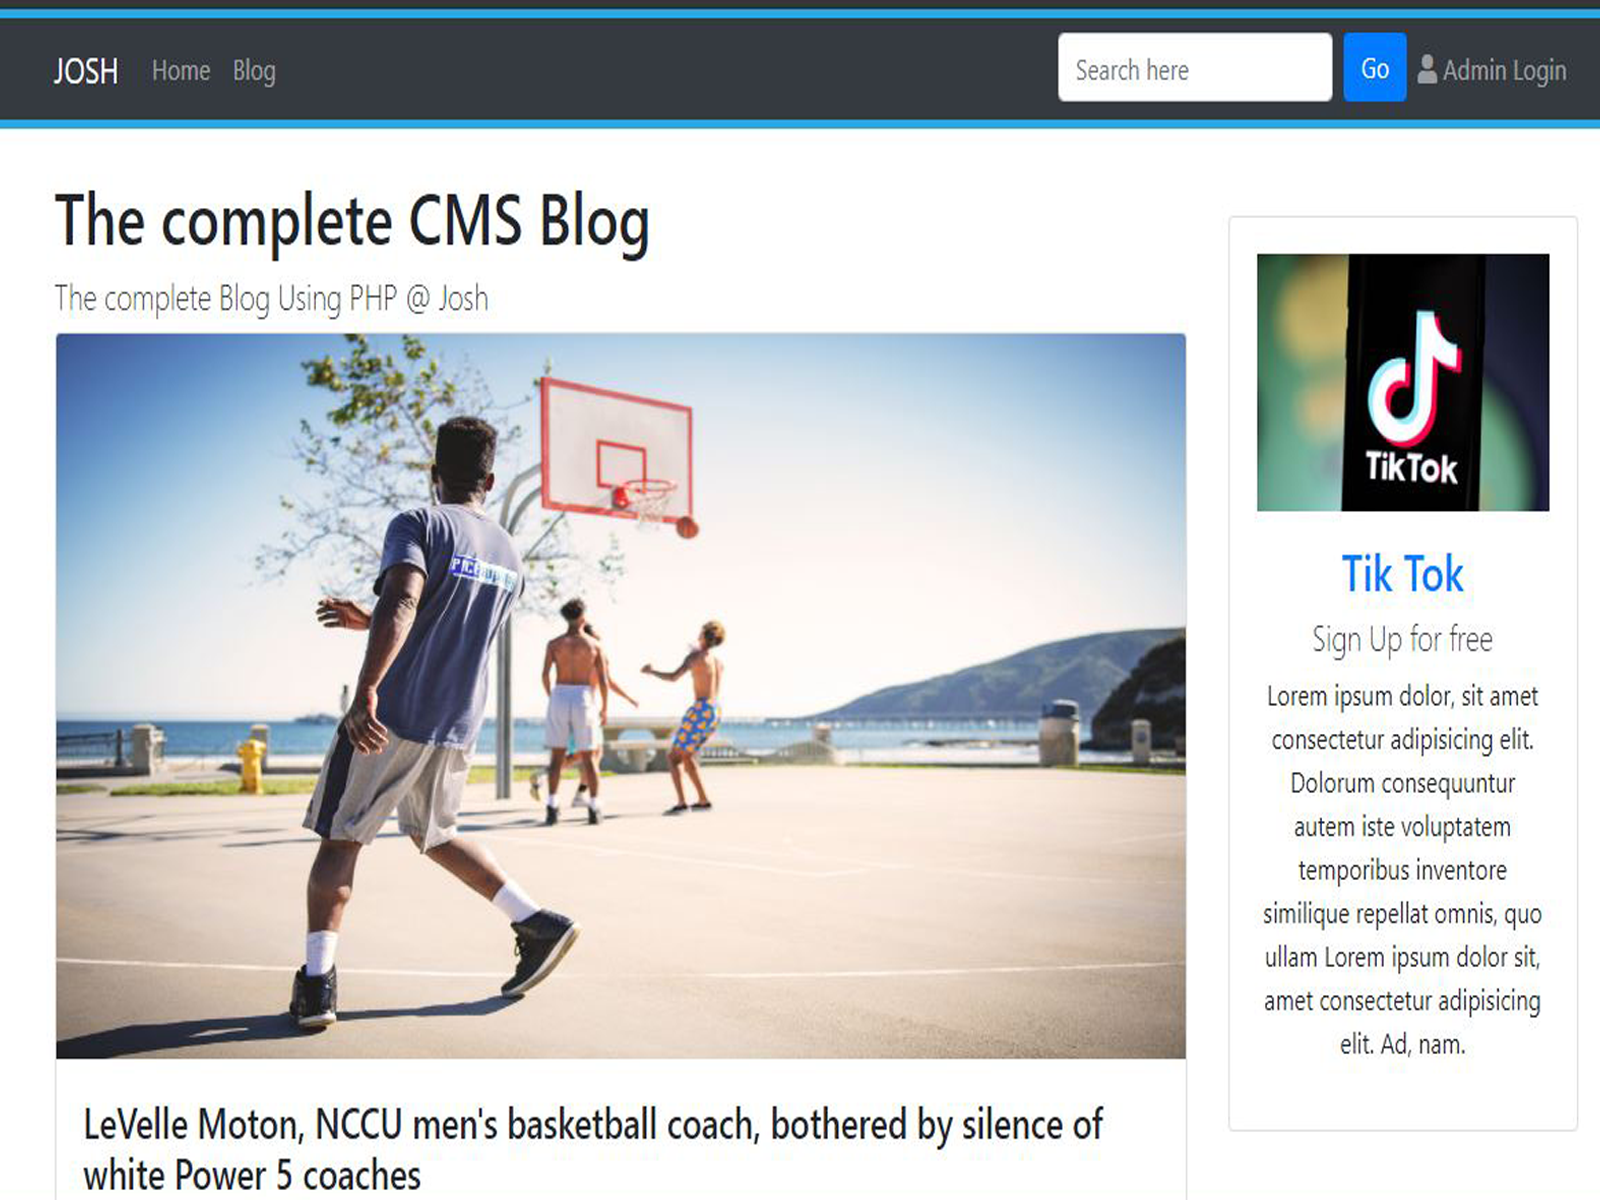 JOSH Home Blog Search here Go Admin Login
The complete CMS Blog
The complete Blog Using PHP @ Josh
TikTok
Tik Tok
Sign Up for free
Lorem ipsum dolor, sit amet
consectetur adipisicing elit.
Dolorum consequuntur
autem iste voluptatem
temporibus inventore
similique repellat omnis, quo
ullam Lorem ipsum dolor sit,
amet consectetur adipisicing
elit. Ad, nam.
LeVelle Moton, NCCU men's basketball coach, bothered by silence of
white Power 5 coaches